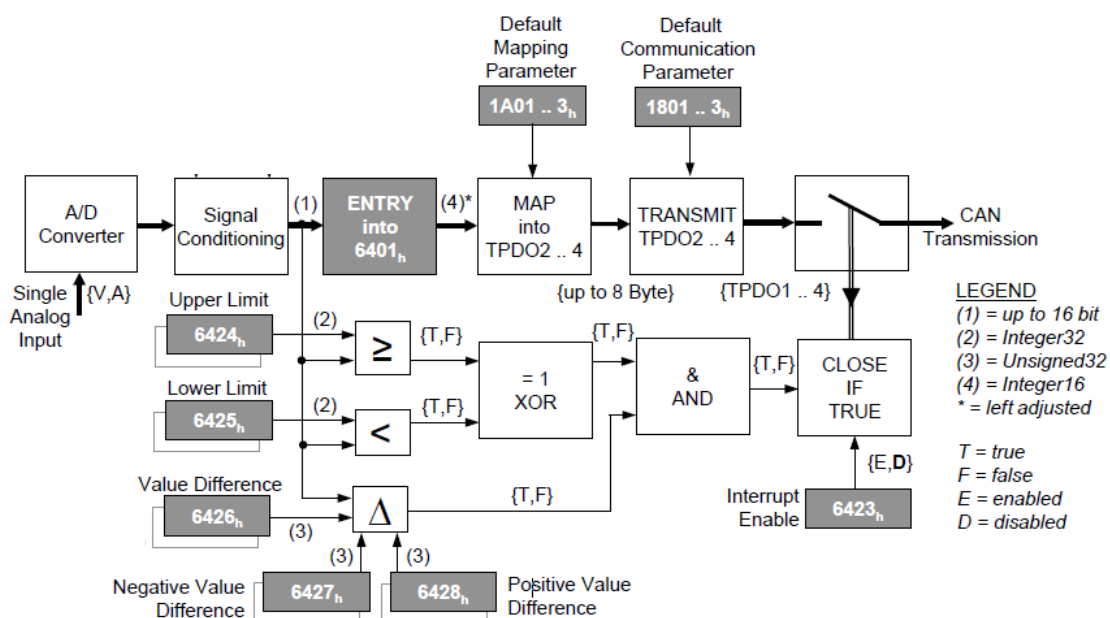 Default
Mapping
Parameter
1A01 .. 3h
Default
Communication
Parameter
1801 .. 3h
A/D
Converter
Signal
Conditioning
(1)
ENTRY
into
6401h
(4)*
MAP
into
TPDO2 .. 4
TRANSMIT
TPDO2 .. 4
CAN
Transmission
{up to 8 Byte}
{TPDO1 .. 4}
Single
Analog
Input
{V,A}
Upper Limit
6424h
(2)
≥
{T,F}
Lower Limit
6425h
(2)
<
{T,F}
= 1
XOR
{T,F}
&
AND
{T,F}
CLOSE
IF
TRUE
Value Difference
6426h
(3)
Δ
{T,F}
{E,D}
Interrupt
Enable
6423h
(3)
(3)
Negative Value
Difference
6427h
6428h
Positive Value
Difference
LEGEND
(1) = up to 16 bit
(2) = Integer32
(3) = Unsigned32
(4) = Integer16
* = left adjusted
T = true
F = false
E = enabled
D = disabled